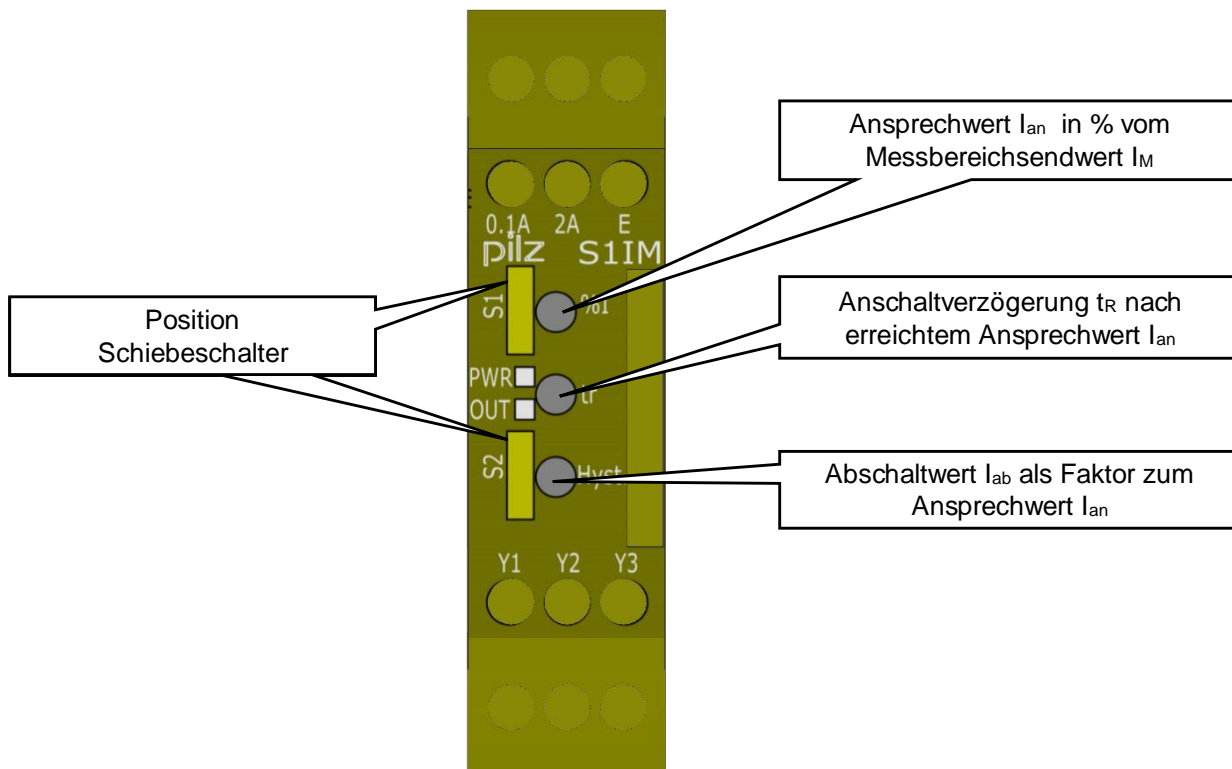 Ansprechwert Ian in % vom
Messbereichsendwert IM
0.1A 2A E
pilz S1IM
S1
%I
Position
Schiebeschalter
Anschaltverzögerung tR nach
erreichtem Ansprechwert Ian
PWR
tr
OUT
S2
Hyst.
Abschaltwert Iab als Faktor zum
Ansprechwert Ian
Y1 Y2 Y3